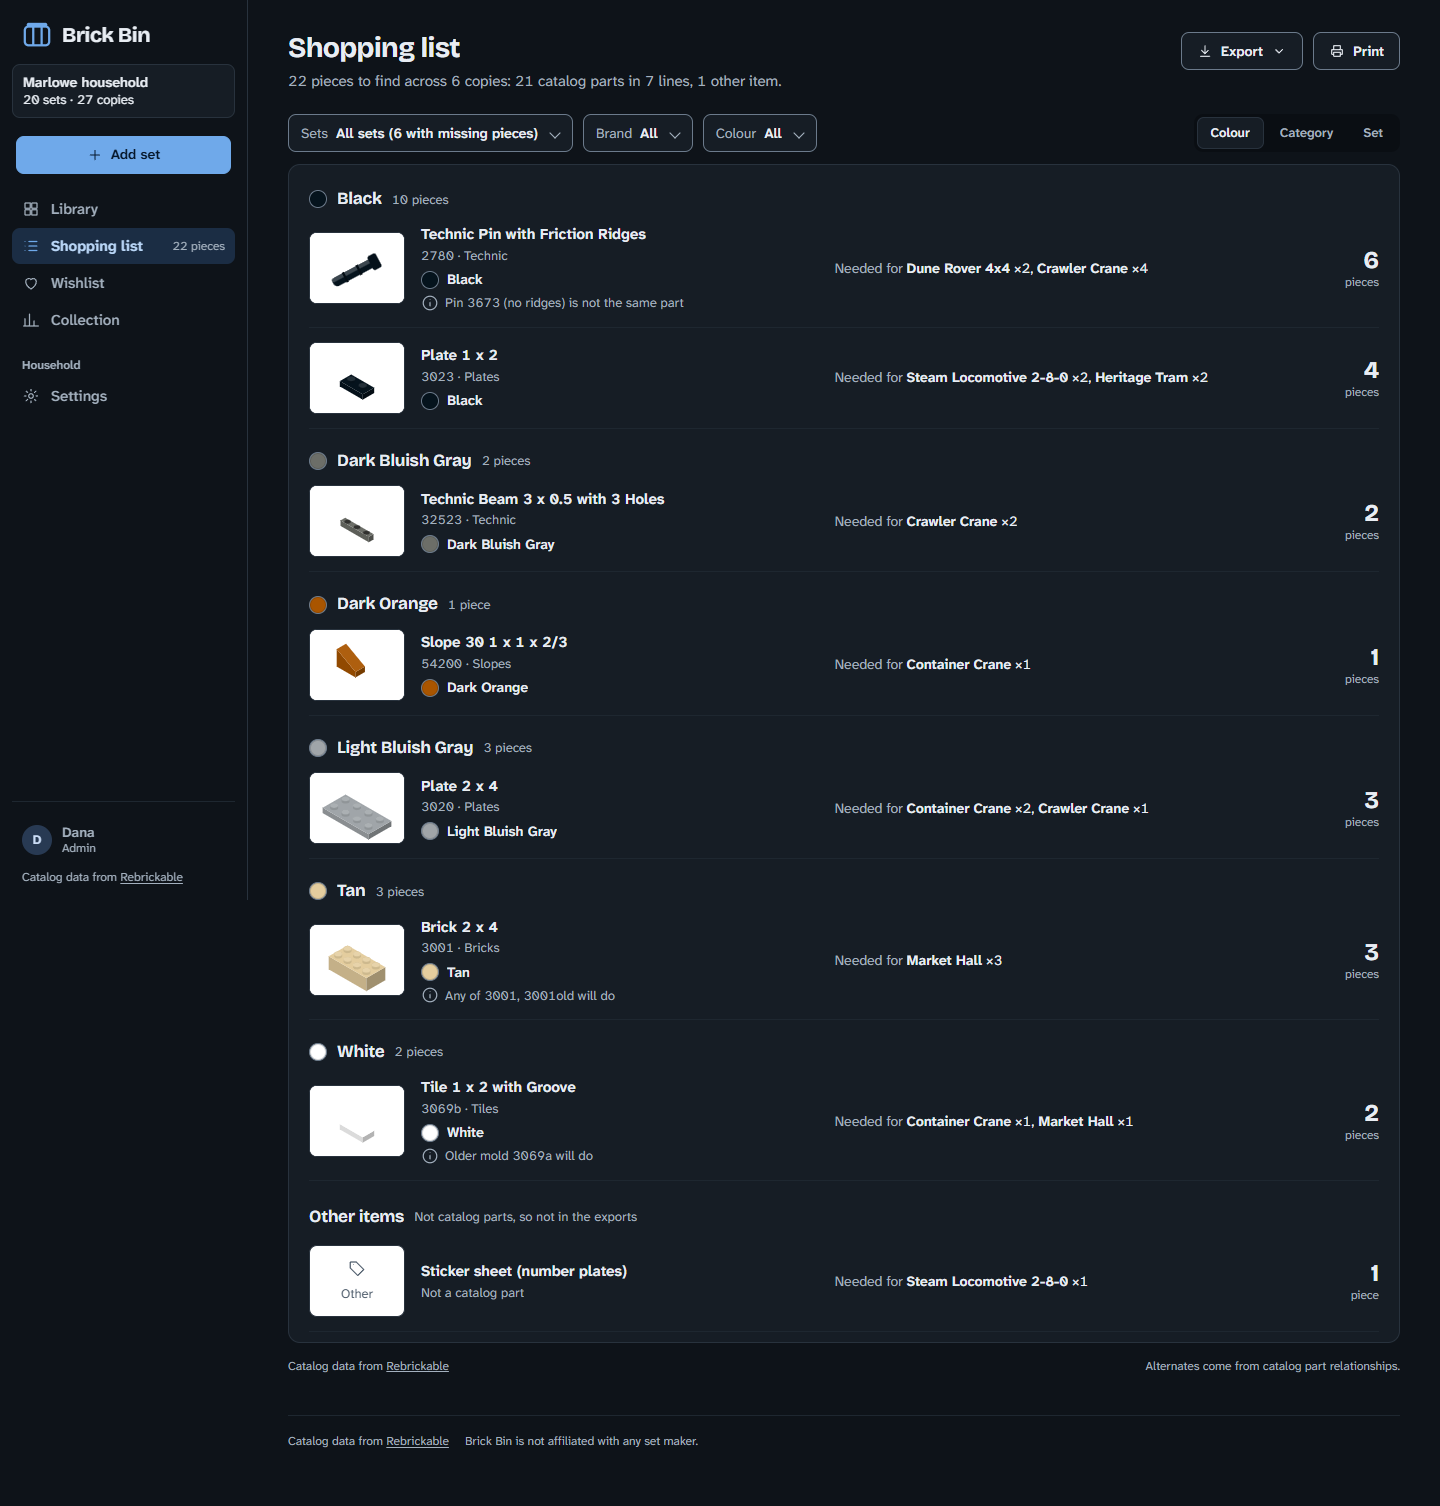 Brick Bin
Marlowe household
20 sets · 27 copies
Add set
Library
Shopping list 22 pieces
Wishlist
Collection
Household
Settings
D
Dana
Admin
Catalog data from Rebrickable
Shopping list
22 pieces to find across 6 copies: 21 catalog parts in 7 lines, 1 other item.
Export
Print
Sets All sets (6 with missing pieces)
Brand All
Colour All
Colour
Category
Set
Black 10 pieces
Technic Pin with Friction Ridges
2780 · Technic
Black
Pin 3673 (no ridges) is not the same part
Needed for Dune Rover 4x4 ×2, Crawler Crane ×4
6
pieces
Plate 1 x 2
3023 · Plates
Black
Needed for Steam Locomotive 2-8-0 ×2, Heritage Tram ×2
4
pieces
Dark Bluish Gray 2 pieces
Technic Beam 3 x 0.5 with 3 Holes
32523 · Technic
Dark Bluish Gray
Needed for Crawler Crane ×2
2
pieces
Dark Orange 1 piece
Slope 30 1 x 1 x 2/3
54200 · Slopes
Dark Orange
Needed for Container Crane ×1
1
pieces
Light Bluish Gray 3 pieces
Plate 2 x 4
3020 · Plates
Light Bluish Gray
Needed for Container Crane ×2, Crawler Crane ×1
3
pieces
Tan 3 pieces
Brick 2 x 4
3001 · Bricks
Tan
Any of 3001, 3001old will do
Needed for Market Hall ×3
3
pieces
White 2 pieces
Tile 1 x 2 with Groove
3069b · Tiles
White
Older mold 3069a will do
Needed for Container Crane ×1, Market Hall ×1
2
pieces
Other items Not catalog parts, so not in the exports
Other
Sticker sheet (number plates)
Not a catalog part
Needed for Steam Locomotive 2-8-0 ×1
1
piece
Catalog data from Rebrickable
Alternates come from catalog part relationships.
Catalog data from Rebrickable
Brick Bin is not affiliated with any set maker.